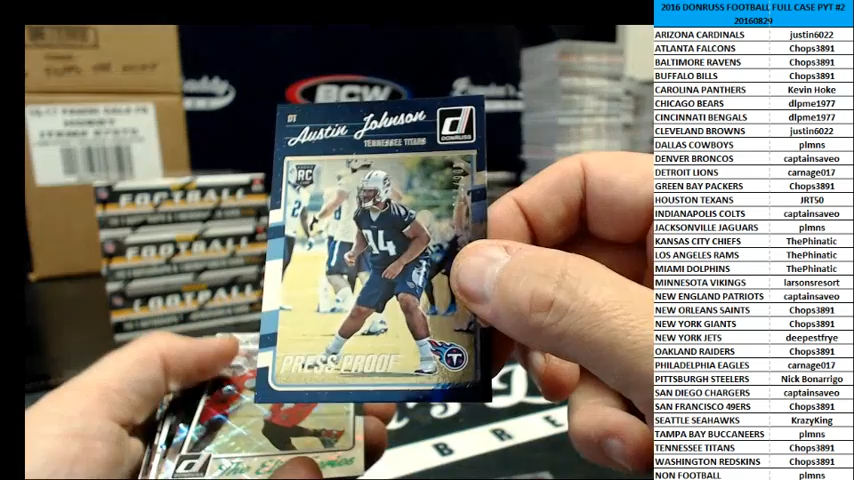 2016 DONRUSS FOOTBALL FULL CASE PYT #2
20160829
ARIZONA CARDINALS justin6022
ATLANTA FALCONS Chops3891
BALTIMORE RAVENS Chops3891
BUFFALO BILLS Chops3891
CAROLINA PANTHERS Kevin Hoke
CHICAGO BEARS dlpme1977
CINCINNATI BENGALS dlpme1977
CLEVELAND BROWNS justin6022
DALLAS COWBOYS plmns
DENVER BRONCOS captainsaveo
DETROIT LIONS carnage017
GREEN BAY PACKERS Chops3891
HOUSTON TEXANS JRT50
INDIANAPOLIS COLTS captainsaveo
JACKSONVILLE JAGUARS plmns
KANSAS CITY CHIEFS ThePhinatic
LOS ANGELES RAMS ThePhinatic
MIAMI DOLPHINS ThePhinatic
MINNESOTA VIKINGS larsonsresort
NEW ENGLAND PATRIOTS captainsaveo
NEW ORLEANS SAINTS Chops3891
NEW YORK GIANTS Chops3891
NEW YORK JETS deepestfrye
OAKLAND RAIDERS Chops3891
PHILADELPHIA EAGLES carnage017
PITTSBURGH STEELERS Nick Bonarrigo
SAN DIEGO CHARGERS captainsaveo
SAN FRANCISCO 49ERS Chops3891
SEATTLE SEAHAWKS KrazyKing
TAMPA BAY BUCCANEERS plmns
TENNESSEE TITANS Chops3891
WASHINGTON REDSKINS Chops3891
NON FOOTBALL plmns
BCW
DT
Austin Johnson
TENNESSEE TITANS
DONRUSS
RC
94
PRESS PROOF
T
FOOTBALL
FOOTBALL
FOOTBALL
The Elite Series